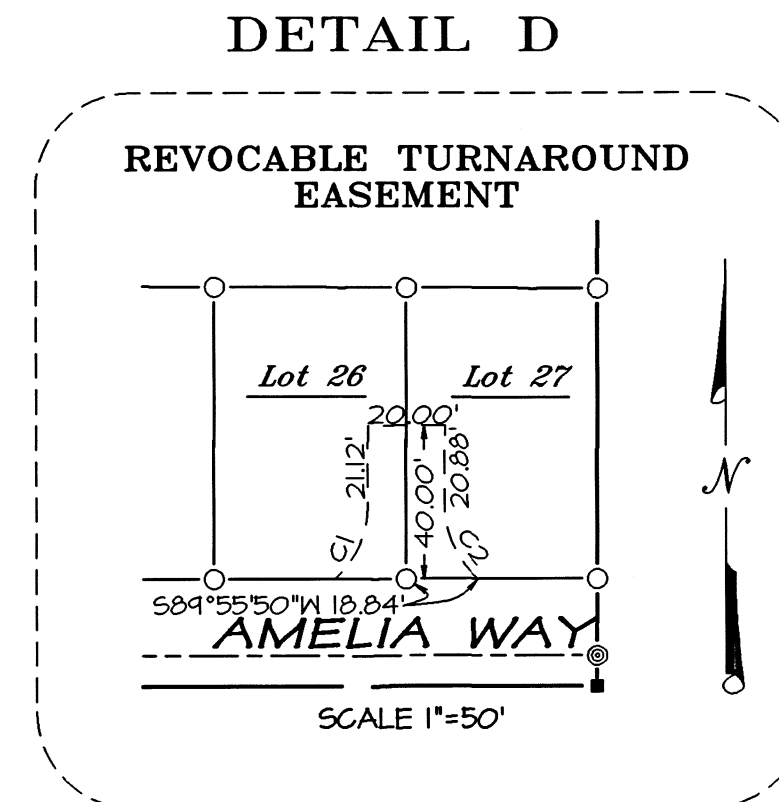 DETAIL D
REVOCABLE TURNAROUND
EASEMENT
Lot 26
Lot 27
20.00'
21.12'
40.00'
20.88'
C1
C2
N
S89°55'50"W 18.84'
AMELIA WAY
SCALE 1"=50'